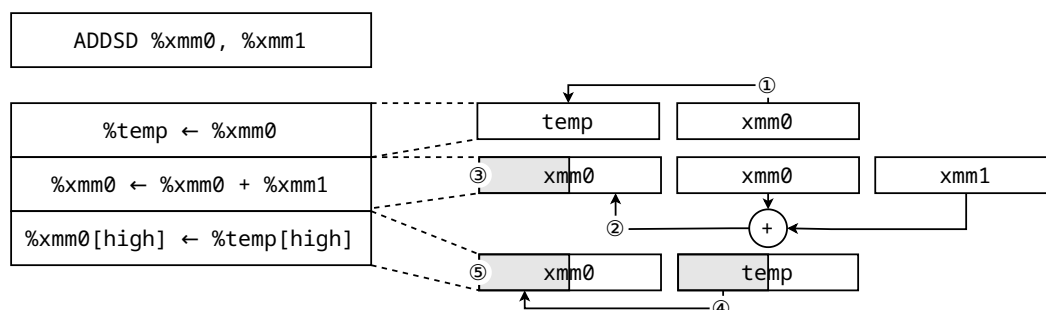 ADDSD %xmm0, %xmm1
①
%temp ← %xmm0
temp
xmm0
%xmm0 ← %xmm0 + %xmm1
③
xmm0
xmm0
xmm1
②
+
%xmm0[high] ← %temp[high]
⑤
xmm0
temp
④